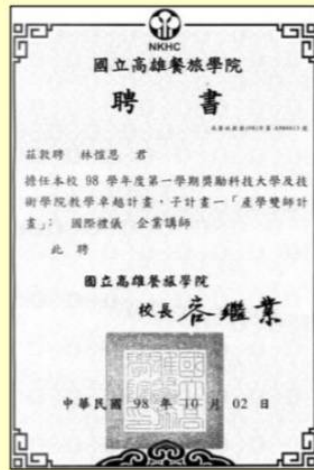 NKHC
國立高雄餐旅學院
聘書
茲敦聘 林愷恩 君
擔任本校 98 學年度第一學期獎勵科技大學及技
術學院教學卓越計畫,子計畫一「產學雙師計
畫」: 國際禮儀 企業講師
此 聘
國立高雄餐旅學院
校長 容繼業
中華民國 98 年 10 月 02 日